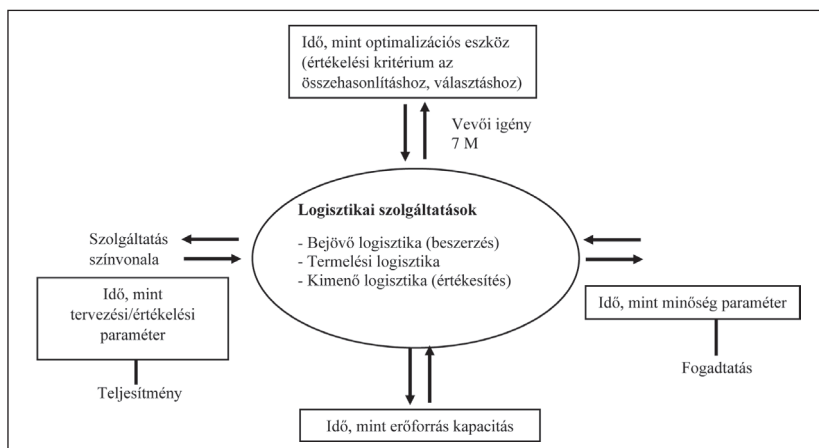 Idő, mint optimalizációs eszköz
(értékelési kritérium az
összehasonlításhoz, választáshoz)
Vevői igény
7 M
Logisztikai szolgáltatások
- Bejövő logisztika (beszerzés)
- Termelési logisztika
- Kimenő logisztika (értékesítés)
Szolgáltatás
színvonala
Idő, mint
tervezési/értékelési
paraméter
Teljesítmény
Idő, mint minőség paraméter
Fogadtatás
Idő, mint erőforrás kapacitás